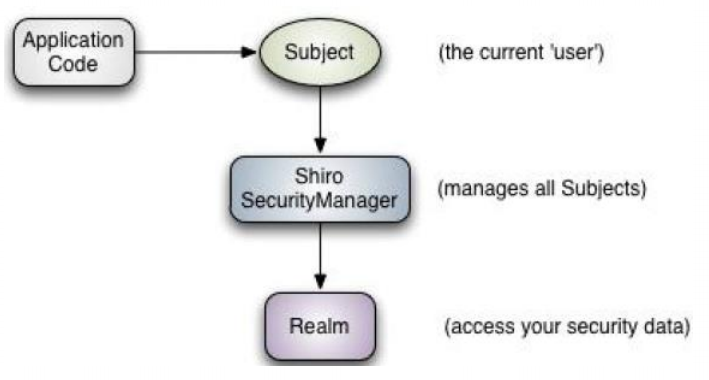 Application
Code
Subject
(the current 'user')
Shiro
SecurityManager
(manages all Subjects)
Realm
(access your security data)